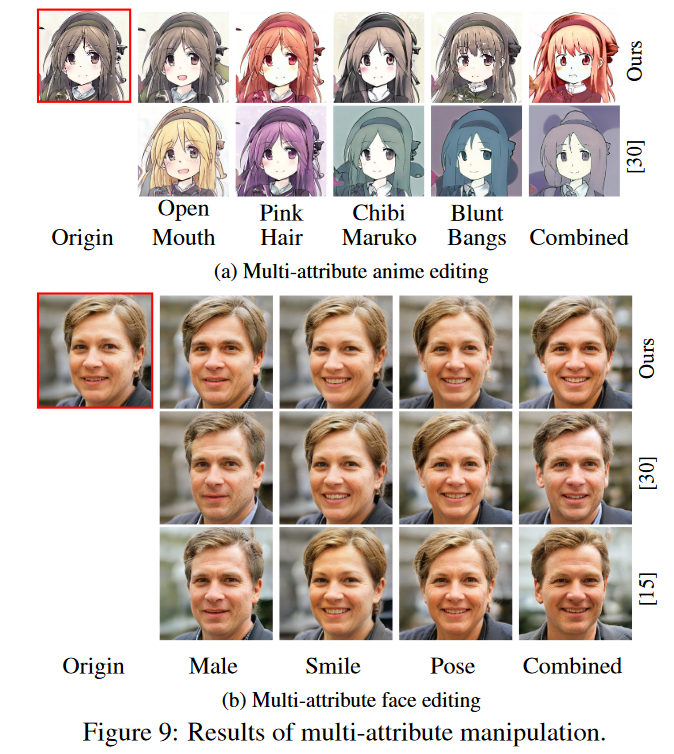 Ours
[30]
Origin Open Mouth Pink Hair Chibi Maruko Blunt Bangs Combined
(a) Multi-attribute anime editing
Ours
[30]
[15]
Origin Male Smile Pose Combined
(b) Multi-attribute face editing
Figure 9: Results of multi-attribute manipulation.